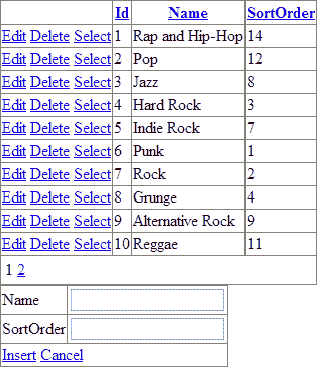 Id Name SortOrder
Edit Delete Select 1 Rap and Hip-Hop 14
Edit Delete Select 2 Pop 12
Edit Delete Select 3 Jazz 8
Edit Delete Select 4 Hard Rock 3
Edit Delete Select 5 Indie Rock 7
Edit Delete Select 6 Punk 1
Edit Delete Select 7 Rock 2
Edit Delete Select 8 Grunge 4
Edit Delete Select 9 Alternative Rock 9
Edit Delete Select 10 Reggae 11
1 2
Name
SortOrder
Insert Cancel